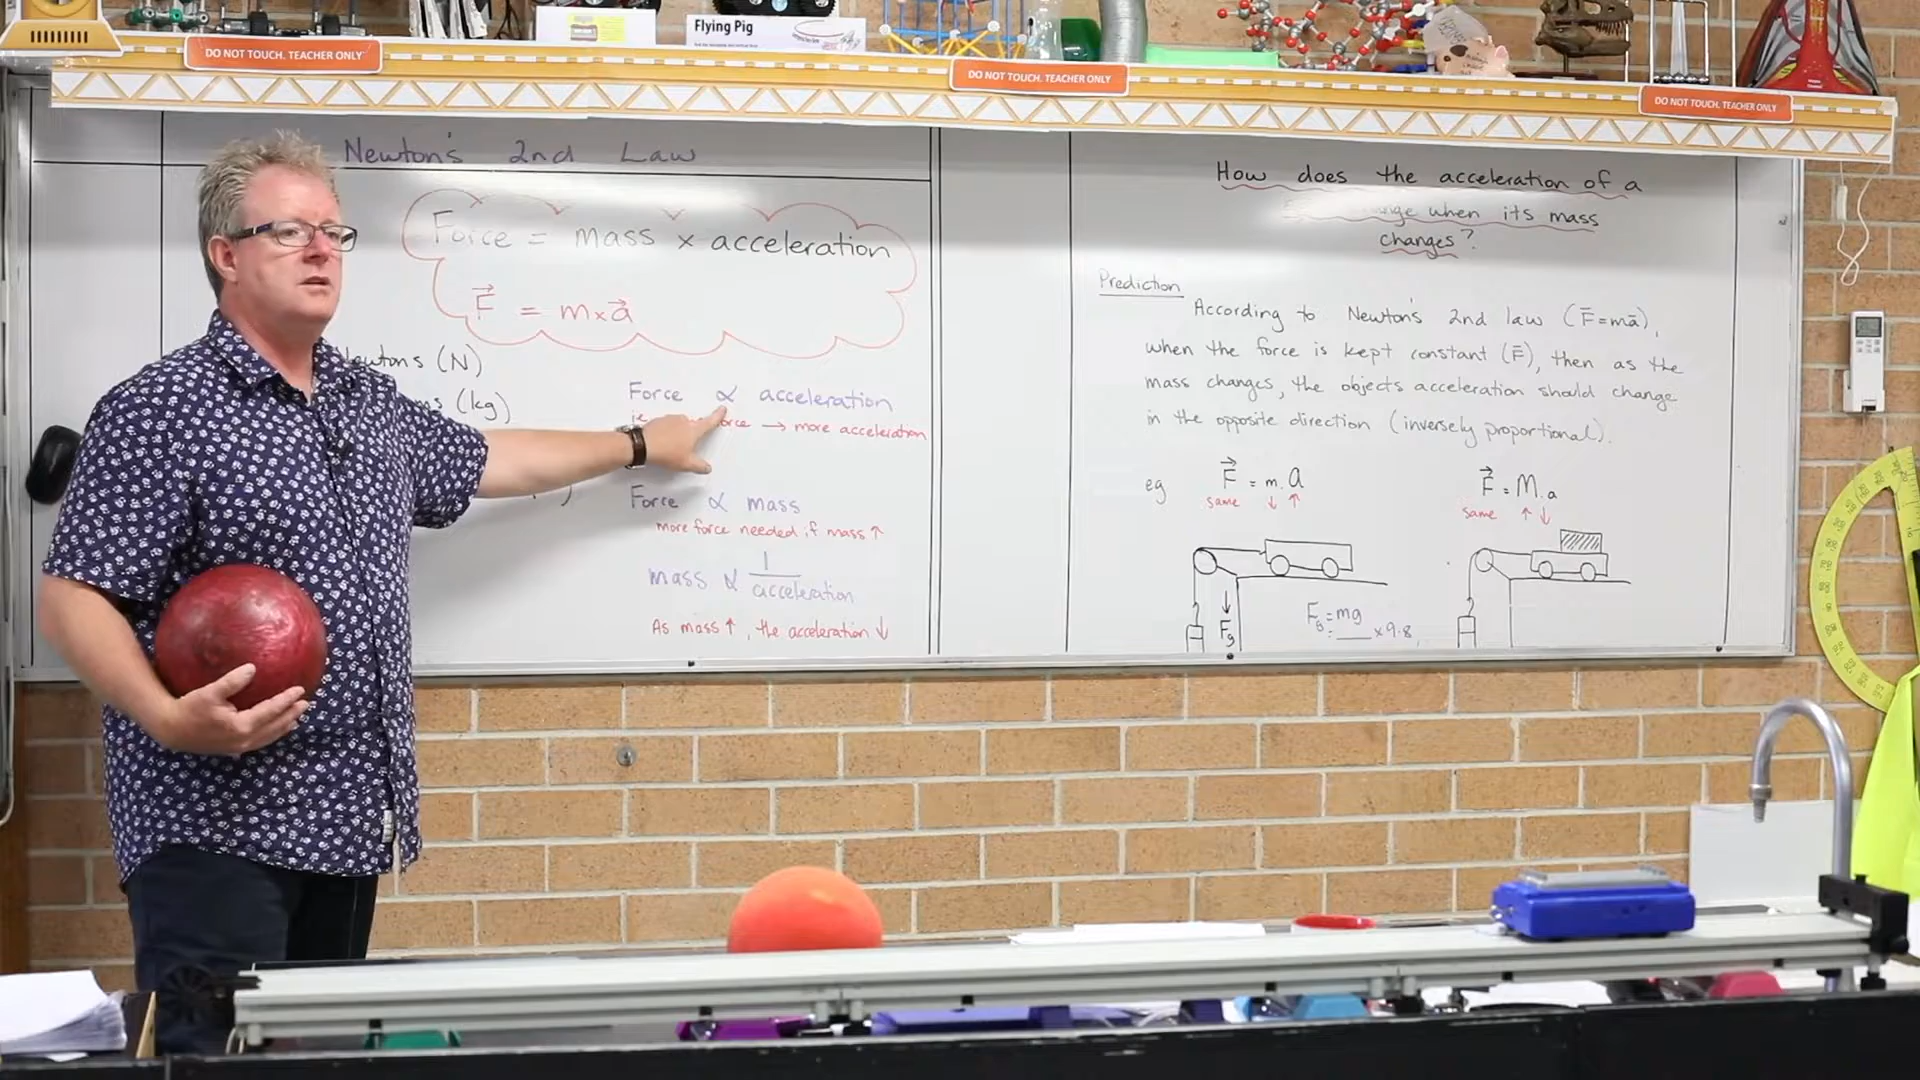 Flying Pig
DO NOT TOUCH. TEACHER ONLY
DO NOT TOUCH. TEACHER ONLY
DO NOT TOUCH. TEACHER ONLY
Newton's 2nd Law
Force = mass x acceleration
F⃗ = m x a⃗
(N)
(kg)
Force ∝ acceleration
ie → more acceleration
Force ∝ mass
more force needed if mass ↑
mass ∝ 1
acceleration
As mass ↑, the acceleration ↓
How does the acceleration of a
when its mass
changes?
Prediction
According to Newton's 2nd law (F̄=mā),
when the force is kept constant (F̄), then as the
mass changes, the objects acceleration should change
in the opposite direction (inversely proportional).
eg F⃗ = m.a
same ↓ ↑
F⃗ = M.a
same ↑ ↓
↓ Fg
Fg = mg
= ___ x 9.8